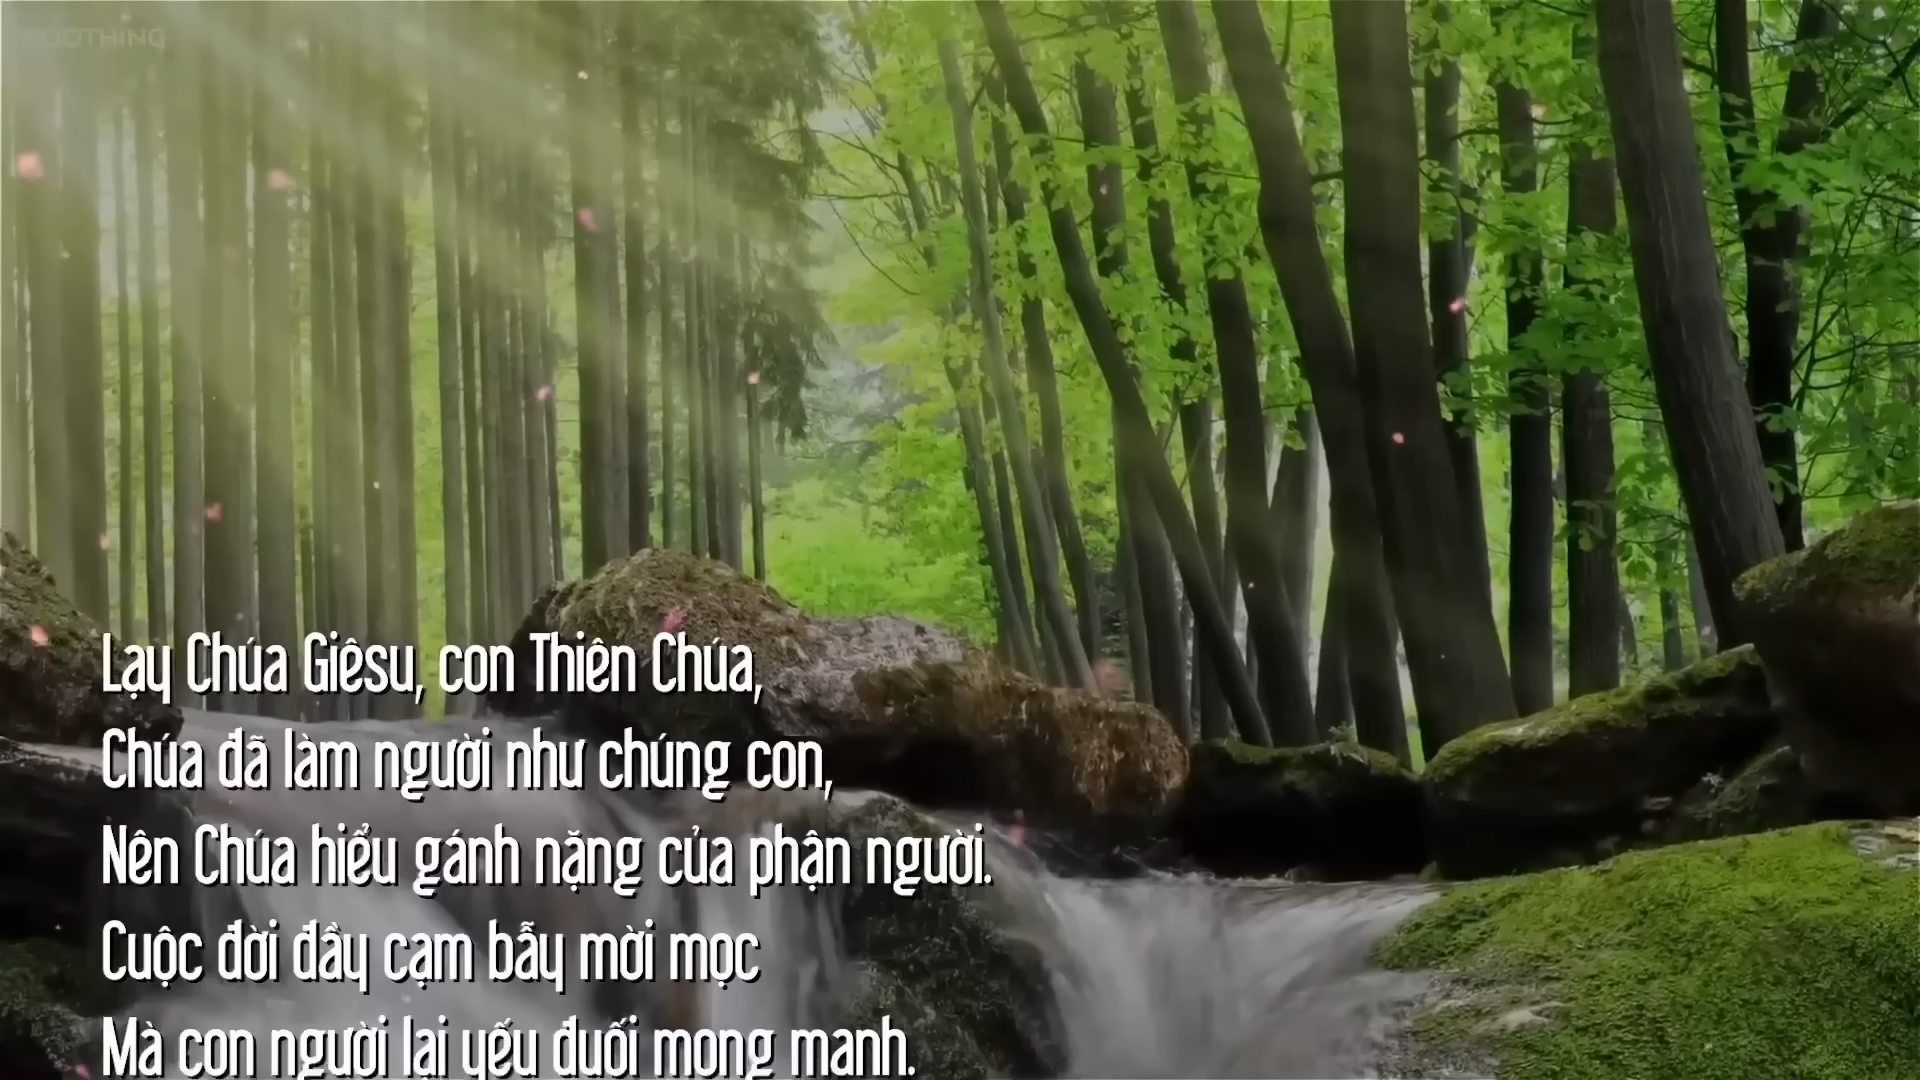 OOTHING
Lạy Chúa Giêsu, con Thiên Chúa,
Chúa đã làm người như chúng con,
Nên Chúa hiểu gánh nặng của phận người.
Cuộc đời đầy cạm bẫy mời mọc
Mà con người lại yếu đuối mong manh.